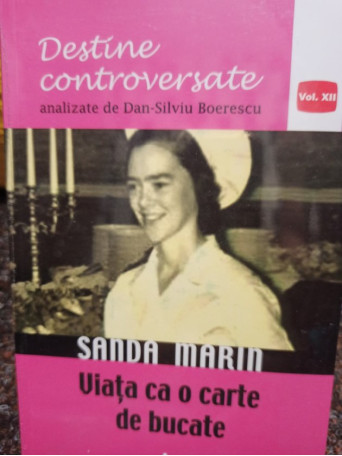 Destine
controversate
analizate de Dan-Silviu Boerescu
Vol. XII
SANDA MARIN
Viața ca o carte
de bucate